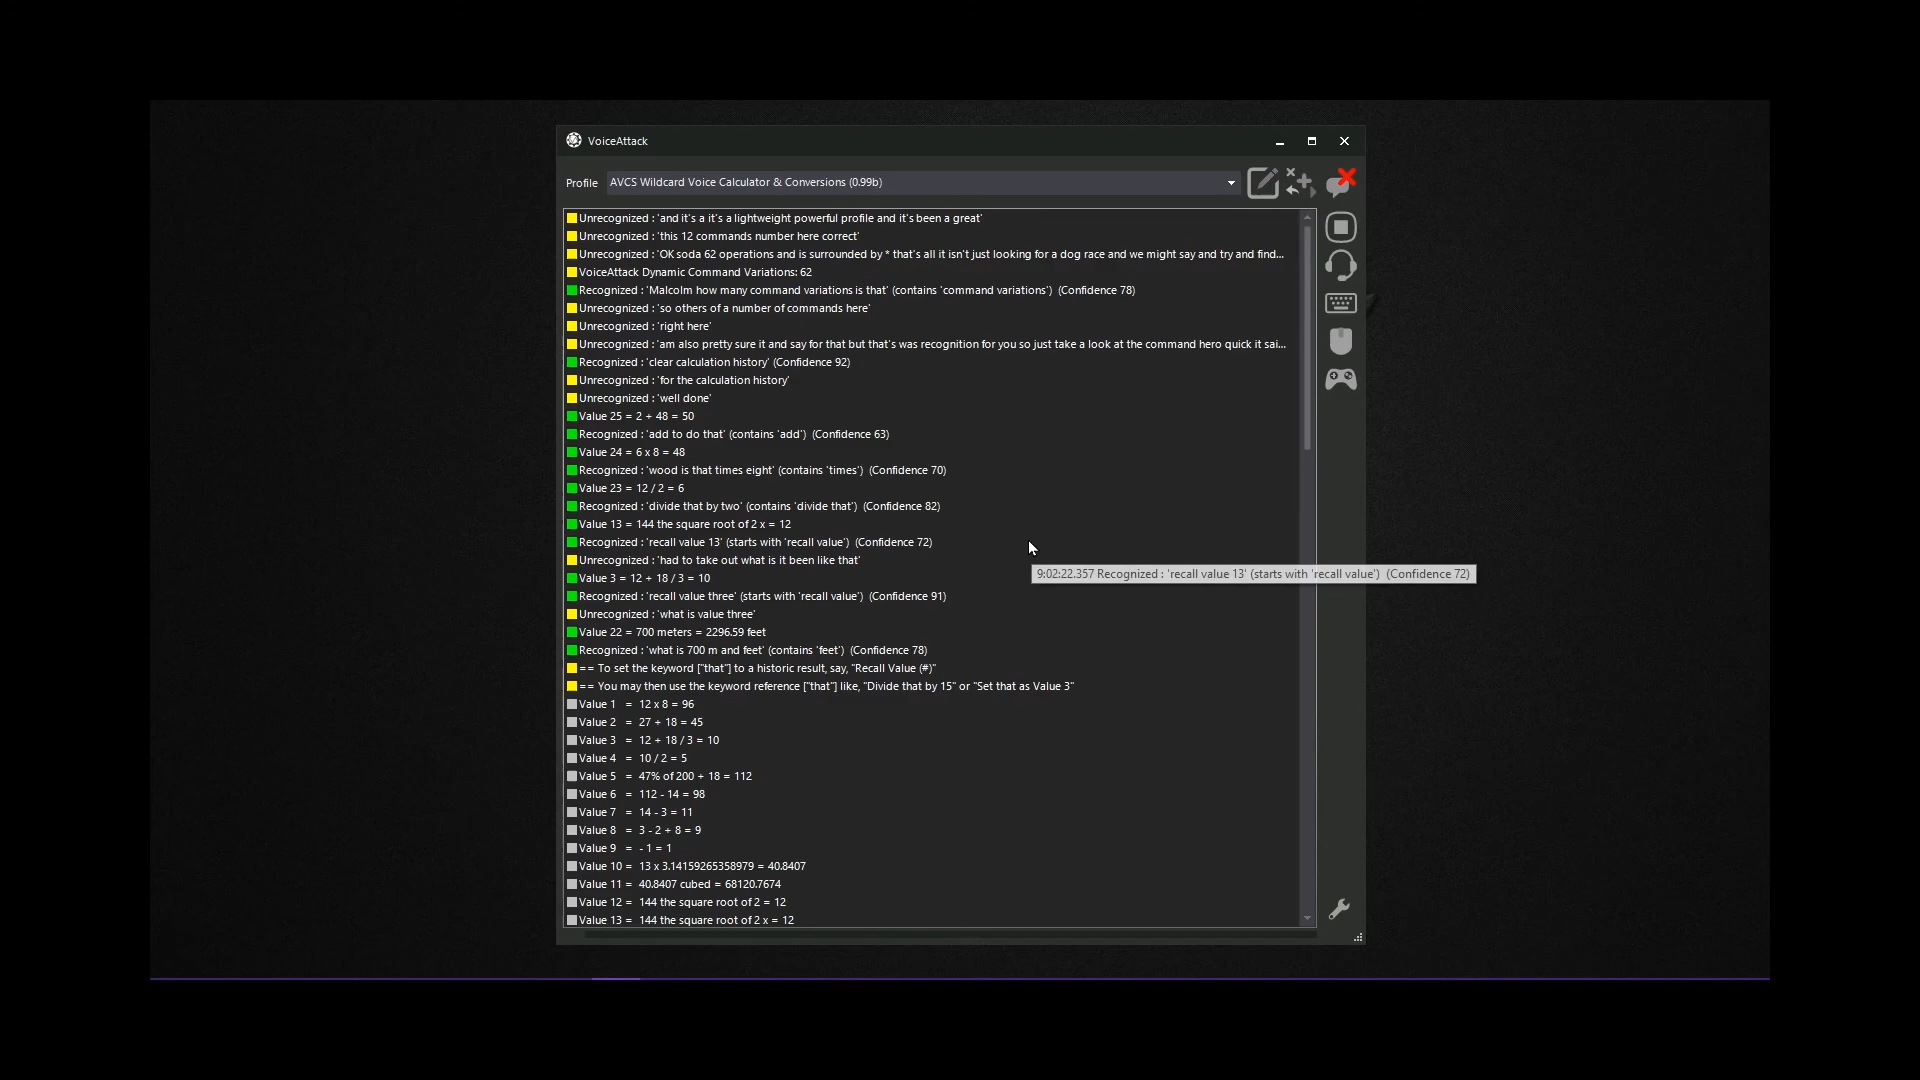 VoiceAttack
Profile AVCS Wildcard Voice Calculator & Conversions (0.99b)
Unrecognized : 'and it's a it's a lightweight powerful profile and it's been a great'
Unrecognized : 'this 12 commands number here correct'
Unrecognized : 'OK soda 62 operations and is surrounded by * that's all it isn't just looking for a dog race and we might say and try and find...
VoiceAttack Dynamic Command Variations: 62
Recognized : 'Malcolm how many command variations is that' (contains 'command variations') (Confidence 78)
Unrecognized : 'so others of a number of commands here'
Unrecognized : 'right here'
Unrecognized : 'am also pretty sure it and say for that but that's was recognition for you so just take a look at the command hero quick it sai...
Recognized : 'clear calculation history' (Confidence 92)
Unrecognized : 'for the calculation history'
Unrecognized : 'well done'
Value 25 = 2 + 48 = 50
Recognized : 'add to do that' (contains 'add') (Confidence 63)
Value 24 = 6 x 8 = 48
Recognized : 'wood is that times eight' (contains 'times') (Confidence 70)
Value 23 = 12 / 2 = 6
Recognized : 'divide that by two' (contains 'divide that') (Confidence 82)
Value 13 = 144 the square root of 2 x = 12
Recognized : 'recall value 13' (starts with 'recall value') (Confidence 72)
Unrecognized : 'had to take out what is it been like that'
9:02:22.357 Recognized : 'recall value 13' (starts with 'recall value') (Confidence 72)
Value 3 = 12 + 18 / 3 = 10
Recognized : 'recall value three' (starts with 'recall value') (Confidence 91)
Unrecognized : 'what is value three'
Value 22 = 700 meters = 2296.59 feet
Recognized : 'what is 700 m and feet' (contains 'feet') (Confidence 78)
== To set the keyword ["that"] to a historic result, say, "Recall Value (#)"
== You may then use the keyword reference ["that"] like, "Divide that by 15" or "Set that as Value 3"
Value 1 = 12 x 8 = 96
Value 2 = 27 + 18 = 45
Value 3 = 12 + 18 / 3 = 10
Value 4 = 10 / 2 = 5
Value 5 = 47% of 200 + 18 = 112
Value 6 = 112 - 14 = 98
Value 7 = 14 - 3 = 11
Value 8 = 3 - 2 + 8 = 9
Value 9 = - 1 = 1
Value 10 = 13 x 3.14159265358979 = 40.8407
Value 11 = 40.8407 cubed = 68120.7674
Value 12 = 144 the square root of 2 = 12
Value 13 = 144 the square root of 2 x = 12